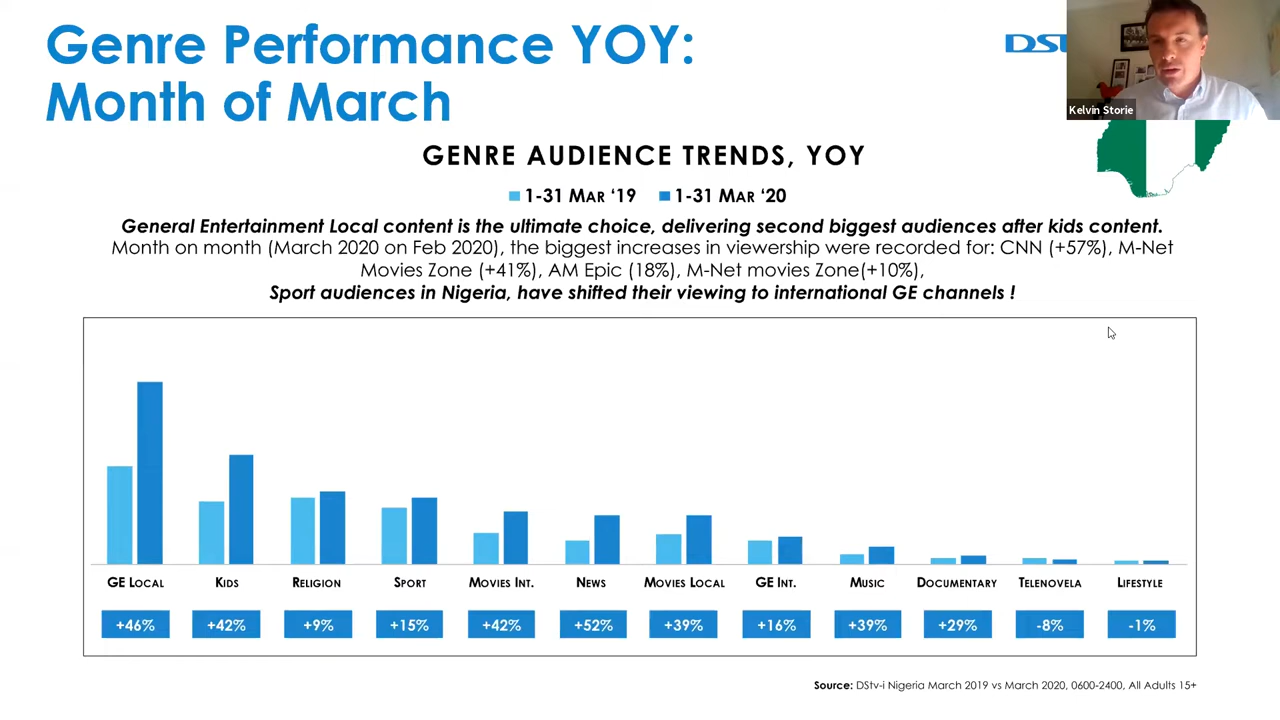 Genre Performance YOY:
Month of March
DSt
Kelvin Storie
GENRE AUDIENCE TRENDS, YOY
1-31 MAR ‘19 1-31 MAR ‘20
General Entertainment Local content is the ultimate choice, delivering second biggest audiences after kids content.
Month on month (March 2020 on Feb 2020), the biggest increases in viewership were recorded for: CNN (+57%), M-Net
Movies Zone (+41%), AM Epic (18%), M-Net movies Zone(+10%),
Sport audiences in Nigeria, have shifted their viewing to international GE channels !
GE LOCAL KIDS RELIGION SPORT MOVIES INT. NEWS MOVIES LOCAL GE INT. MUSIC DOCUMENTARY TELENOVELA LIFESTYLE
+46% +42% +9% +15% +42% +52% +39% +16% +39% +29% -8% -1%
Source: DStv-i Nigeria March 2019 vs March 2020, 0600-2400, All Adults 15+